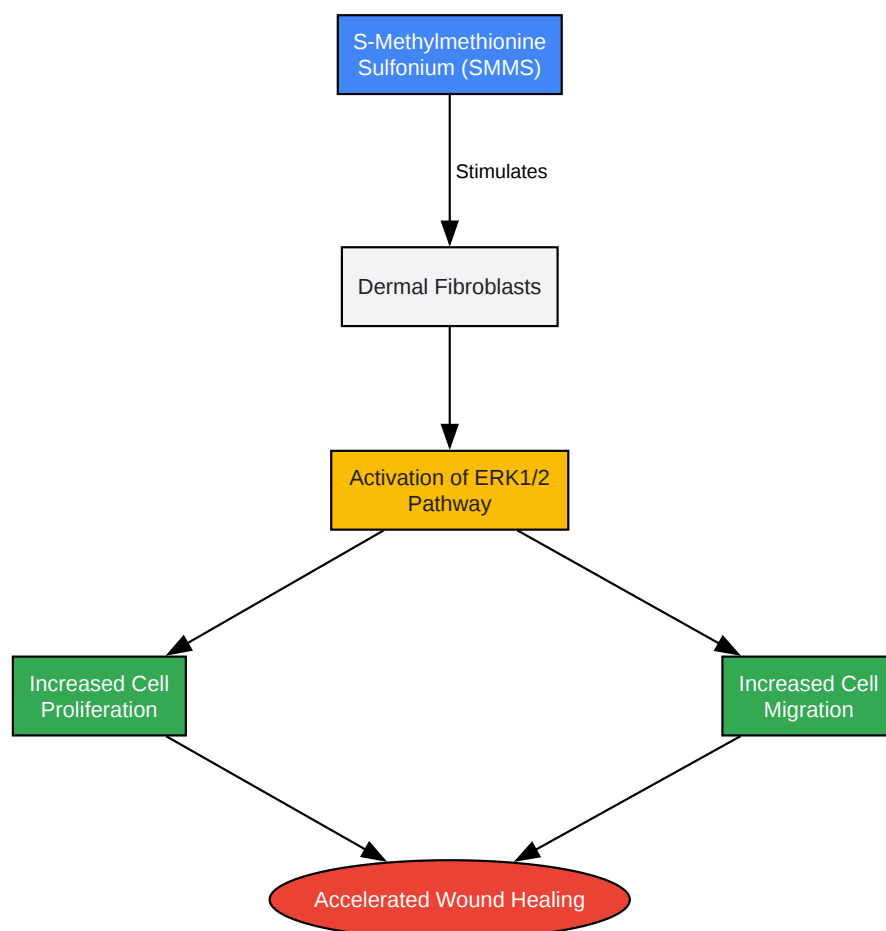 S-Methylmethionine
Sulfonium (SMMS)
Stimulates
Dermal Fibroblasts
Activation of ERK1/2
Pathway
Increased Cell
Proliferation
Increased Cell
Migration
Accelerated Wound Healing